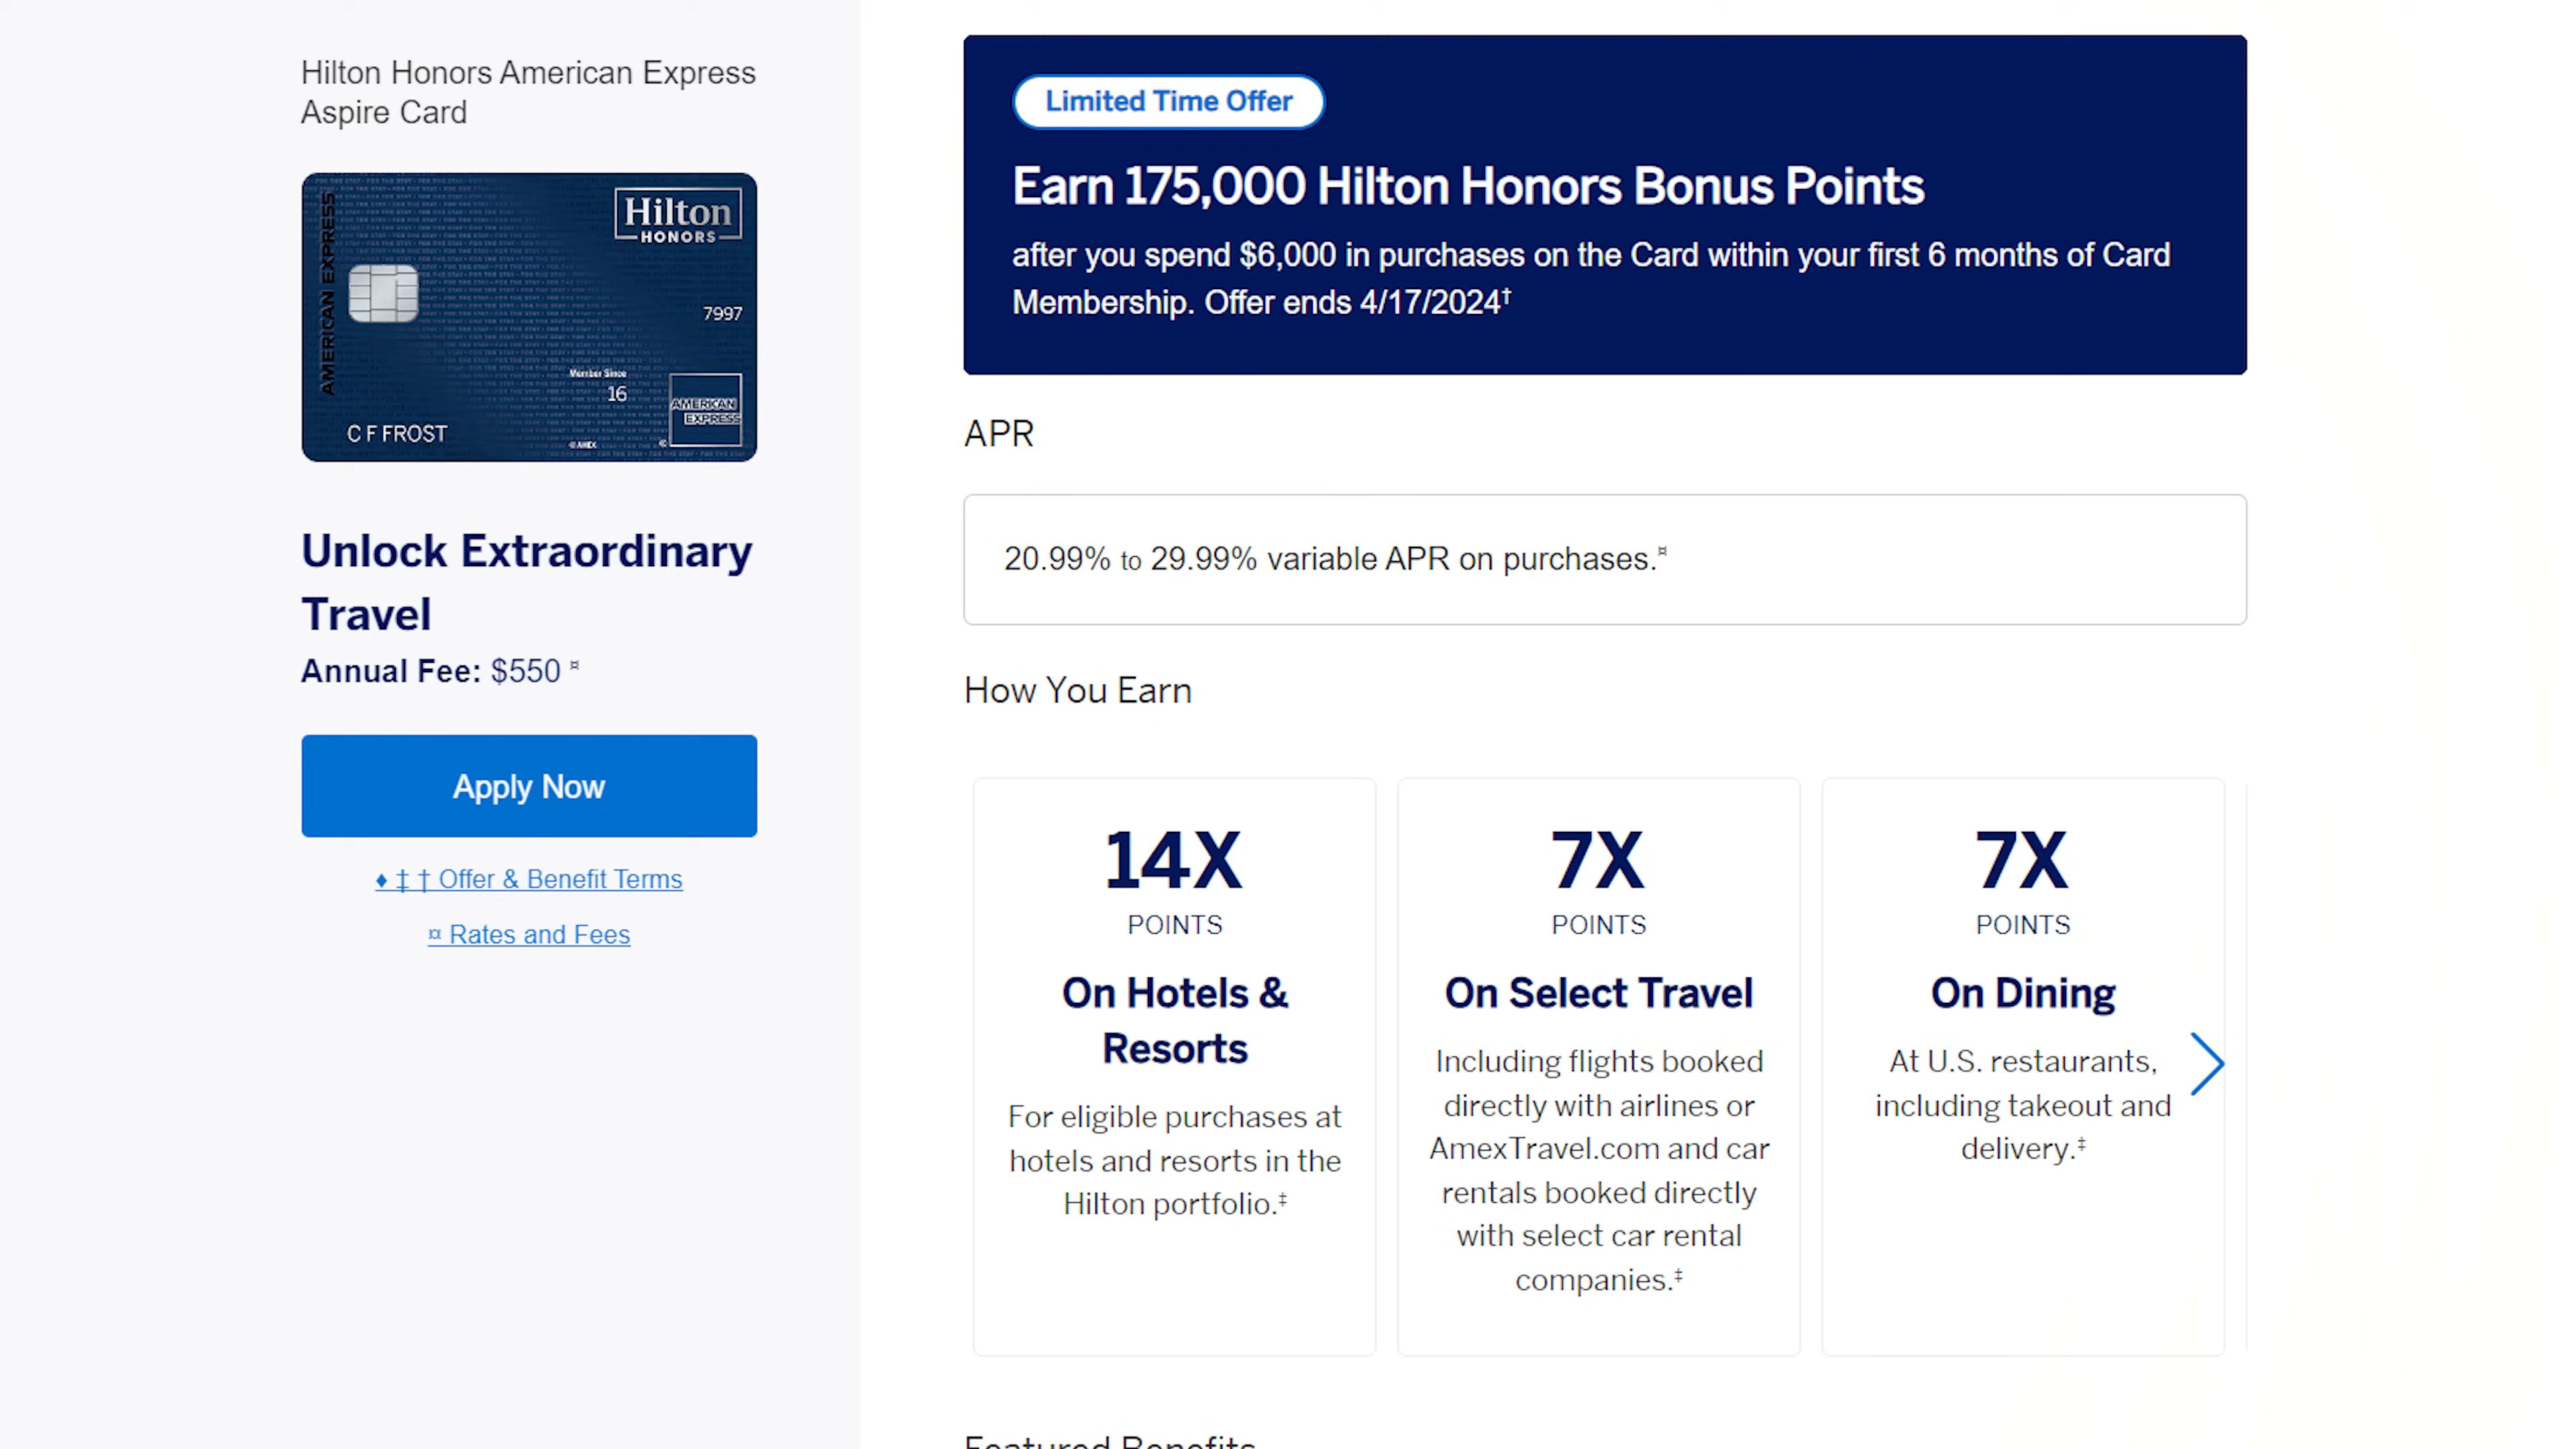 Hilton Honors American Express
Aspire Card
AMERICAN EXPRESS
Hilton
HONORS
7997
Member Since
16
AMERICAN
EXPRESS
C F FROST
© AMEX
Unlock Extraordinary
Travel
Annual Fee: $550 ¤
Apply Now
♦ ‡ † Offer & Benefit Terms
¤ Rates and Fees
Limited Time Offer
Earn 175,000 Hilton Honors Bonus Points
after you spend $6,000 in purchases on the Card within your first 6 months of Card
Membership. Offer ends 4/17/2024†
APR
20.99% to 29.99% variable APR on purchases.¤
How You Earn
14X
POINTS
On Hotels &
Resorts
For eligible purchases at
hotels and resorts in the
Hilton portfolio.‡
7X
POINTS
On Select Travel
Including flights booked
directly with airlines or
AmexTravel.com and car
rentals booked directly
with select car rental
companies.‡
7X
POINTS
On Dining
At U.S. restaurants,
including takeout and
delivery.‡
Featured Benefits